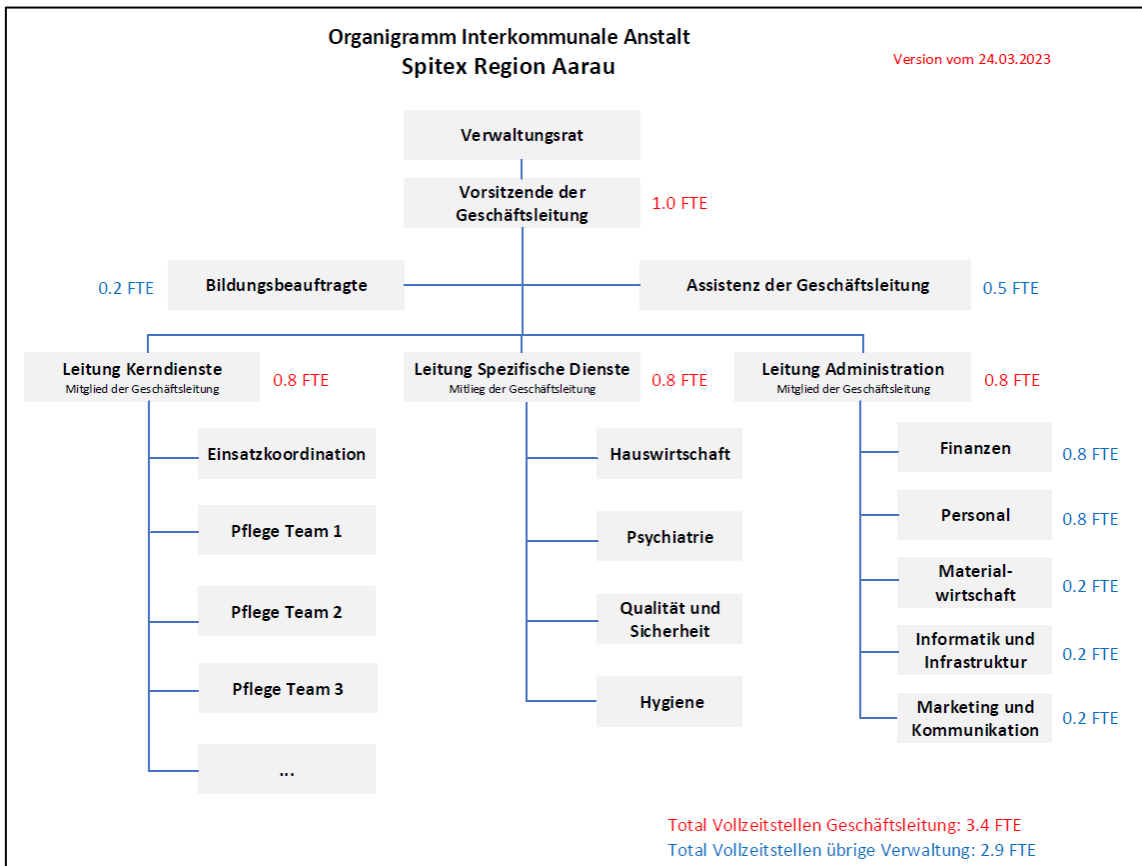 Organigramm Interkommunale Anstalt
Spitex Region Aarau
Version vom 24.03.2023
Verwaltungsrat
Vorsitzende der
Geschäftsleitung
1.0 FTE
0.2 FTE
Bildungsbeauftragte
Assistenz der Geschäftsleitung
0.5 FTE
Leitung Kerndienste
Mitglied der Geschäftsleitung
0.8 FTE
Leitung Spezifische Dienste
Mitlieg der Geschäftsleitung
0.8 FTE
Leitung Administration
Mitglied der Geschäftsleitung
0.8 FTE
Einsatzkoordination
Pflege Team 1
Pflege Team 2
Pflege Team 3
...
Hauswirtschaft
Psychiatrie
Qualität und
Sicherheit
Hygiene
Finanzen
0.8 FTE
Personal
0.8 FTE
Material-
wirtschaft
0.2 FTE
Informatik und
Infrastruktur
0.2 FTE
Marketing und
Kommunikation
0.2 FTE
Total Vollzeitstellen Geschäftsleitung: 3.4 FTE
Total Vollzeitstellen übrige Verwaltung: 2.9 FTE